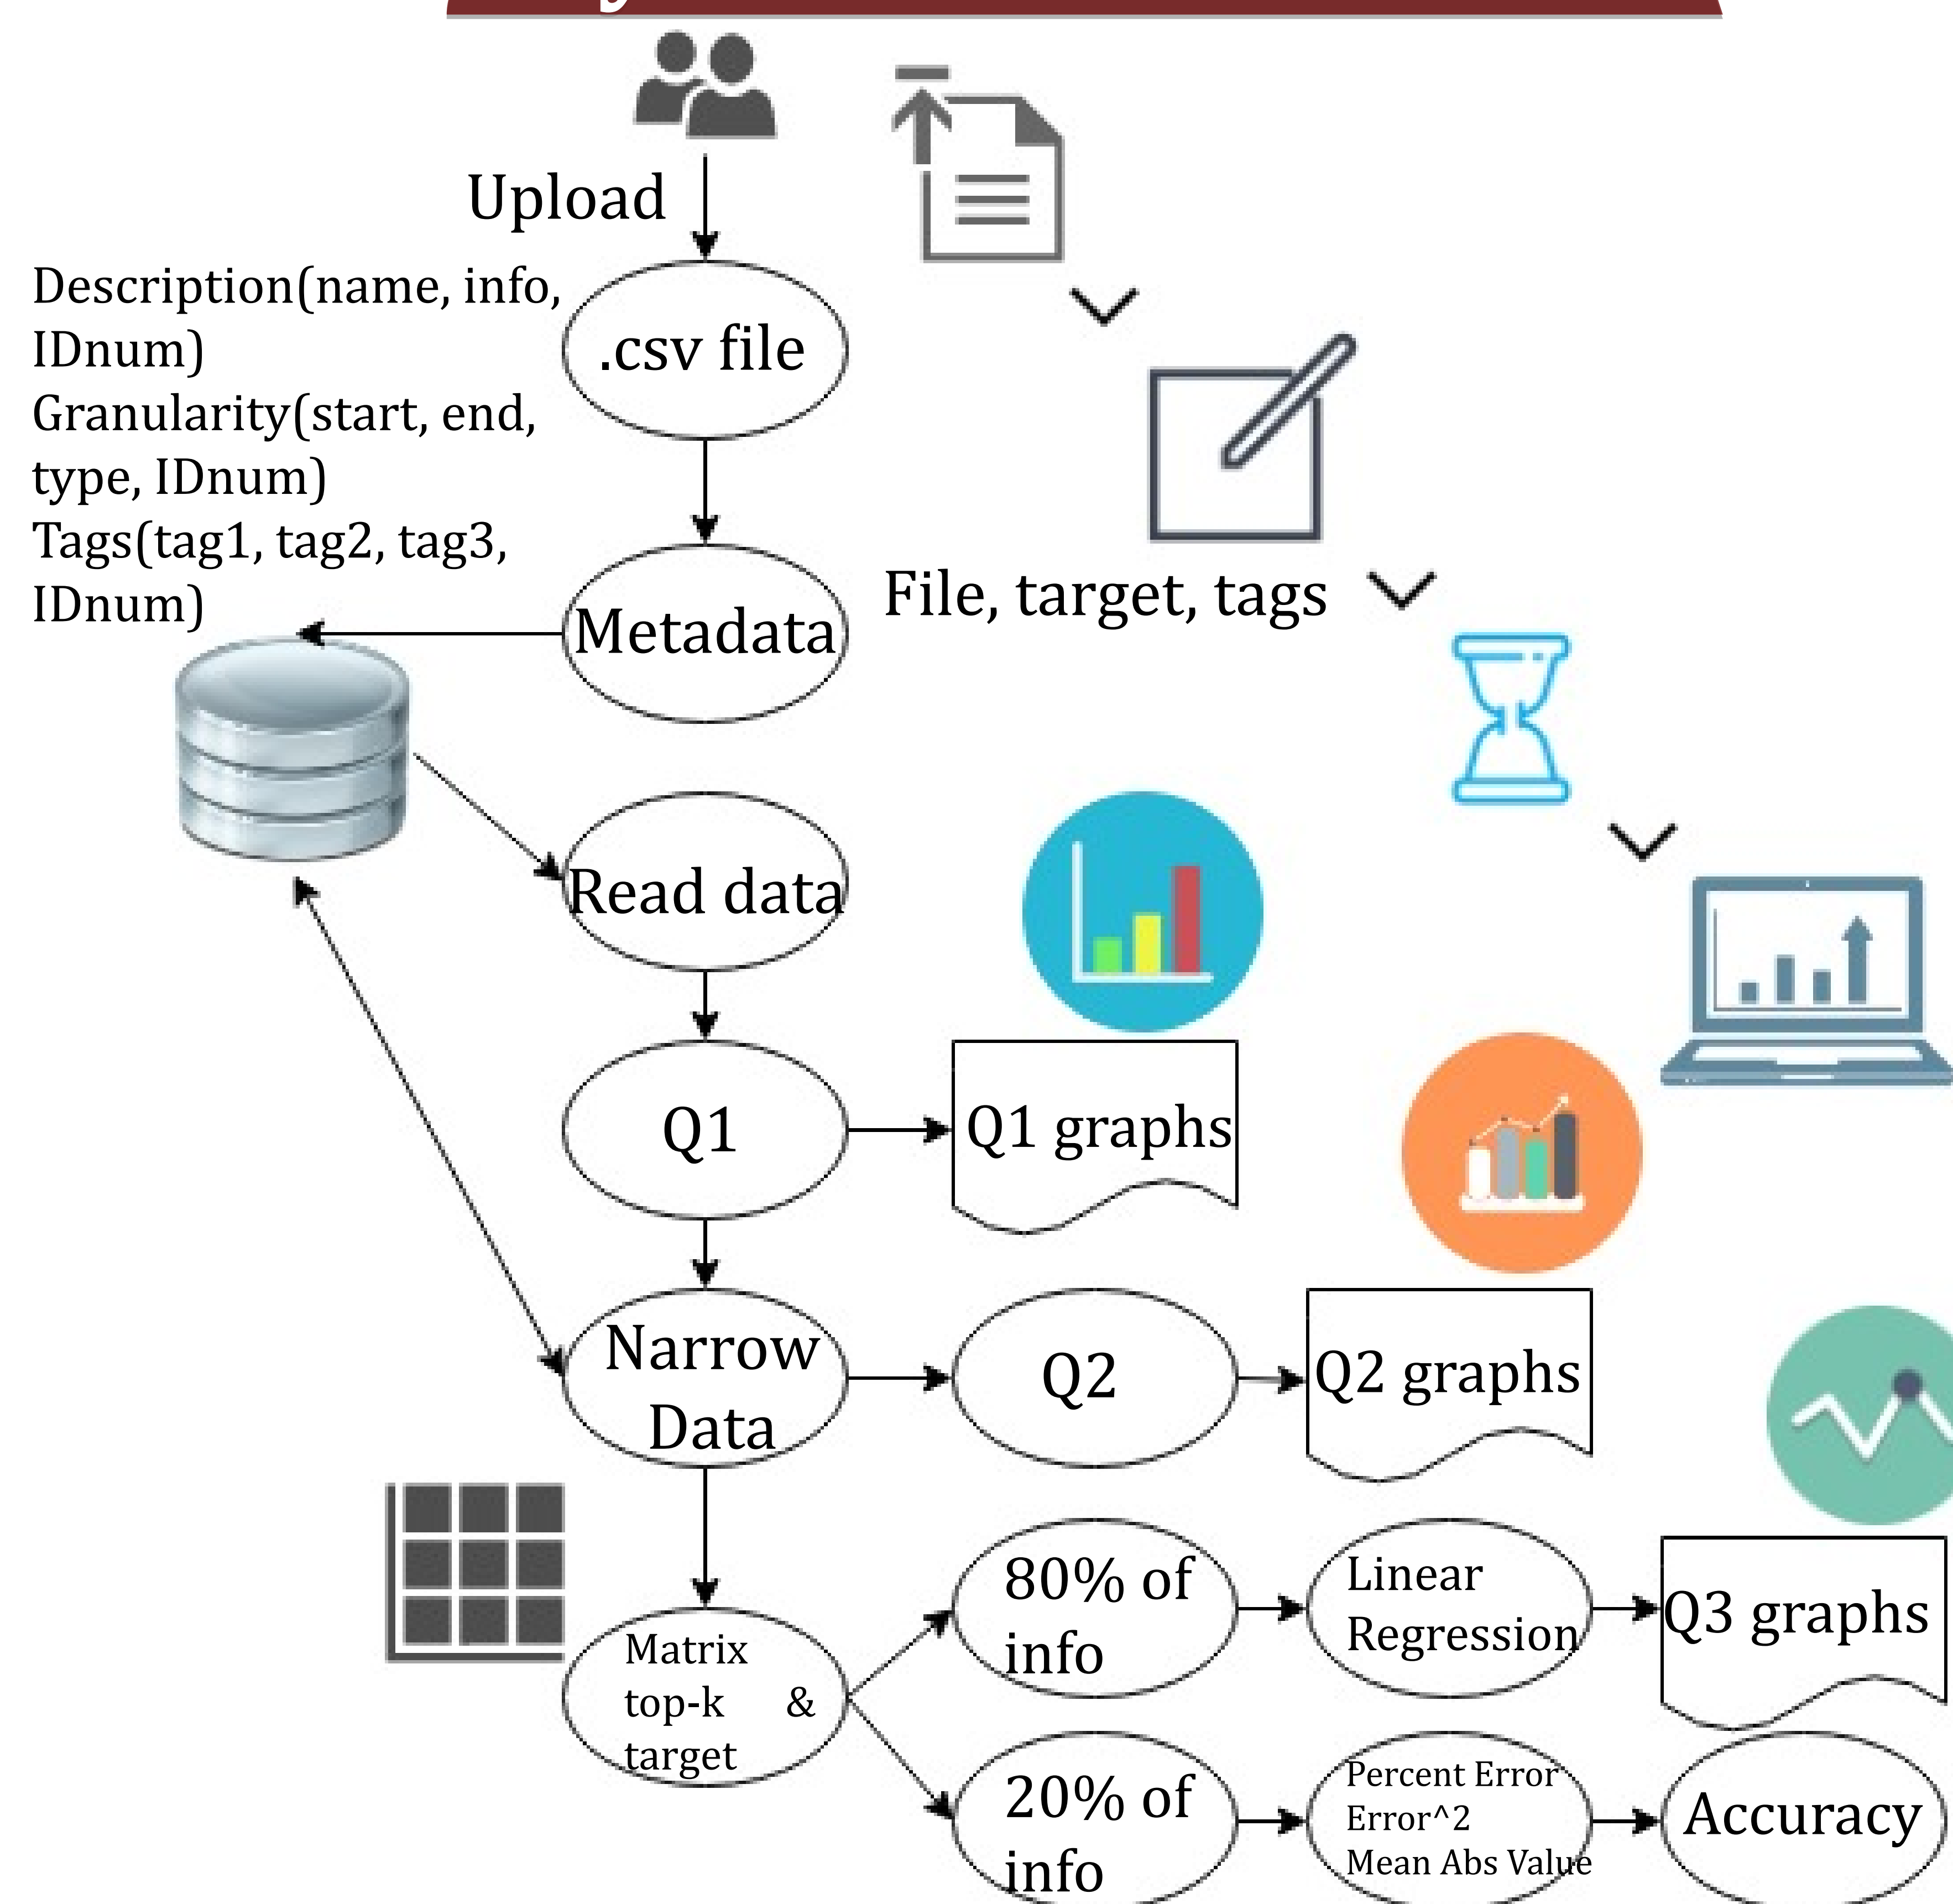 Upload
Description(name, info,
IDnum)
Granularity(start, end,
type, IDnum)
Tags(tag1, tag2, tag3,
IDnum)
.csv file
Metadata
File, target, tags
Read data
Q1
Q1 graphs
Narrow
Data
Q2
Q2 graphs
Matrix
top-k &
target
80% of
info
Linear
Regression
Q3 graphs
20% of
info
Percent Error
Error^2
Mean Abs Value
Accuracy